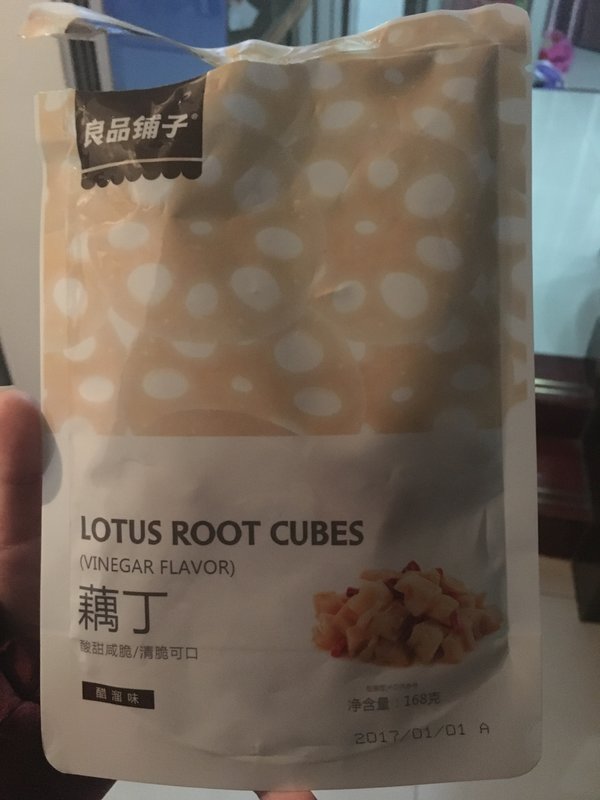 良品铺子®
LOTUS ROOT CUBES
(VINEGAR FLAVOR)
藕丁
酸甜咸脆/清脆可口
醋溜味
净含量：168克
2017/01/01 A